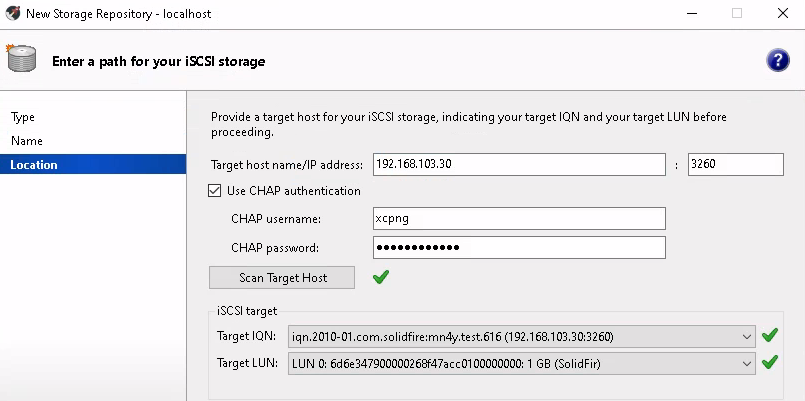 New Storage Repository - localhost
Enter a path for your iSCSI storage
?
Type
Name
Location
Provide a target host for your iSCSI storage, indicating your target IQN and your target LUN before
proceeding.
Target host name/IP address: 192.168.103.30 : 3260
Use CHAP authentication
CHAP username: xcpng
CHAP password: ●●●●●●●●●●●●
Scan Target Host
iSCSI target
Target IQN: iqn.2010-01.com.solidfire:mn4y.test.616 (192.168.103.30:3260)
Target LUN: LUN 0: 6d6e347900000268f47acc0100000000: 1 GB (SolidFir)